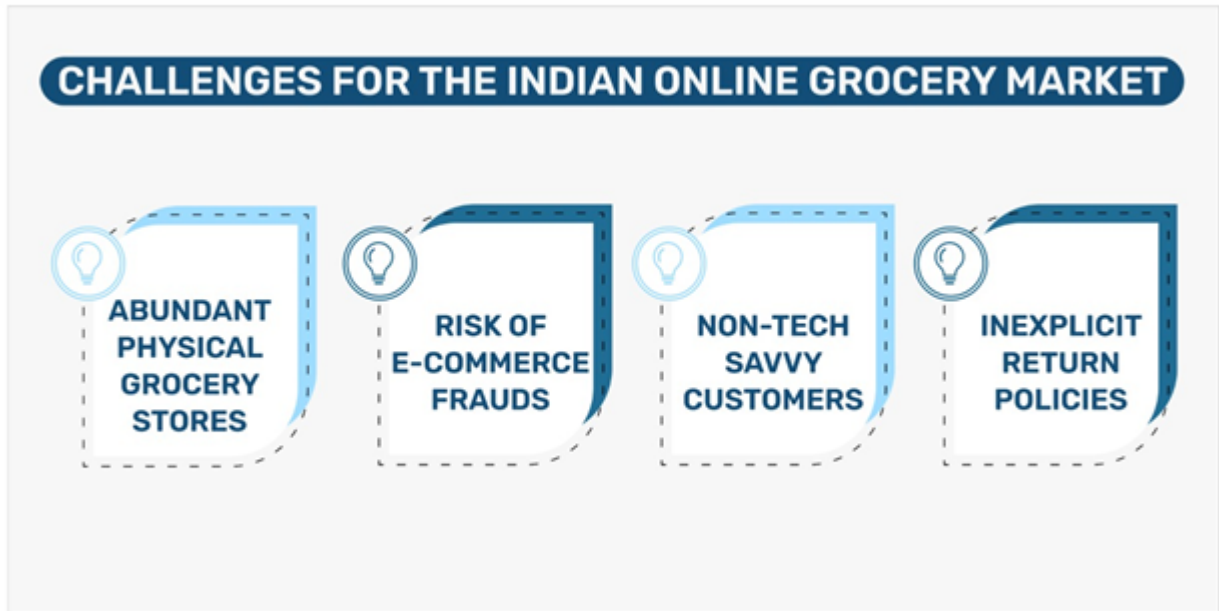 CHALLENGES FOR THE INDIAN ONLINE GROCERY MARKET
ABUNDANT
PHYSICAL
GROCERY
STORES
RISK OF
E-COMMERCE
FRAUDS
NON-TECH
SAVVY
CUSTOMERS
INEXPLICIT
RETURN
POLICIES